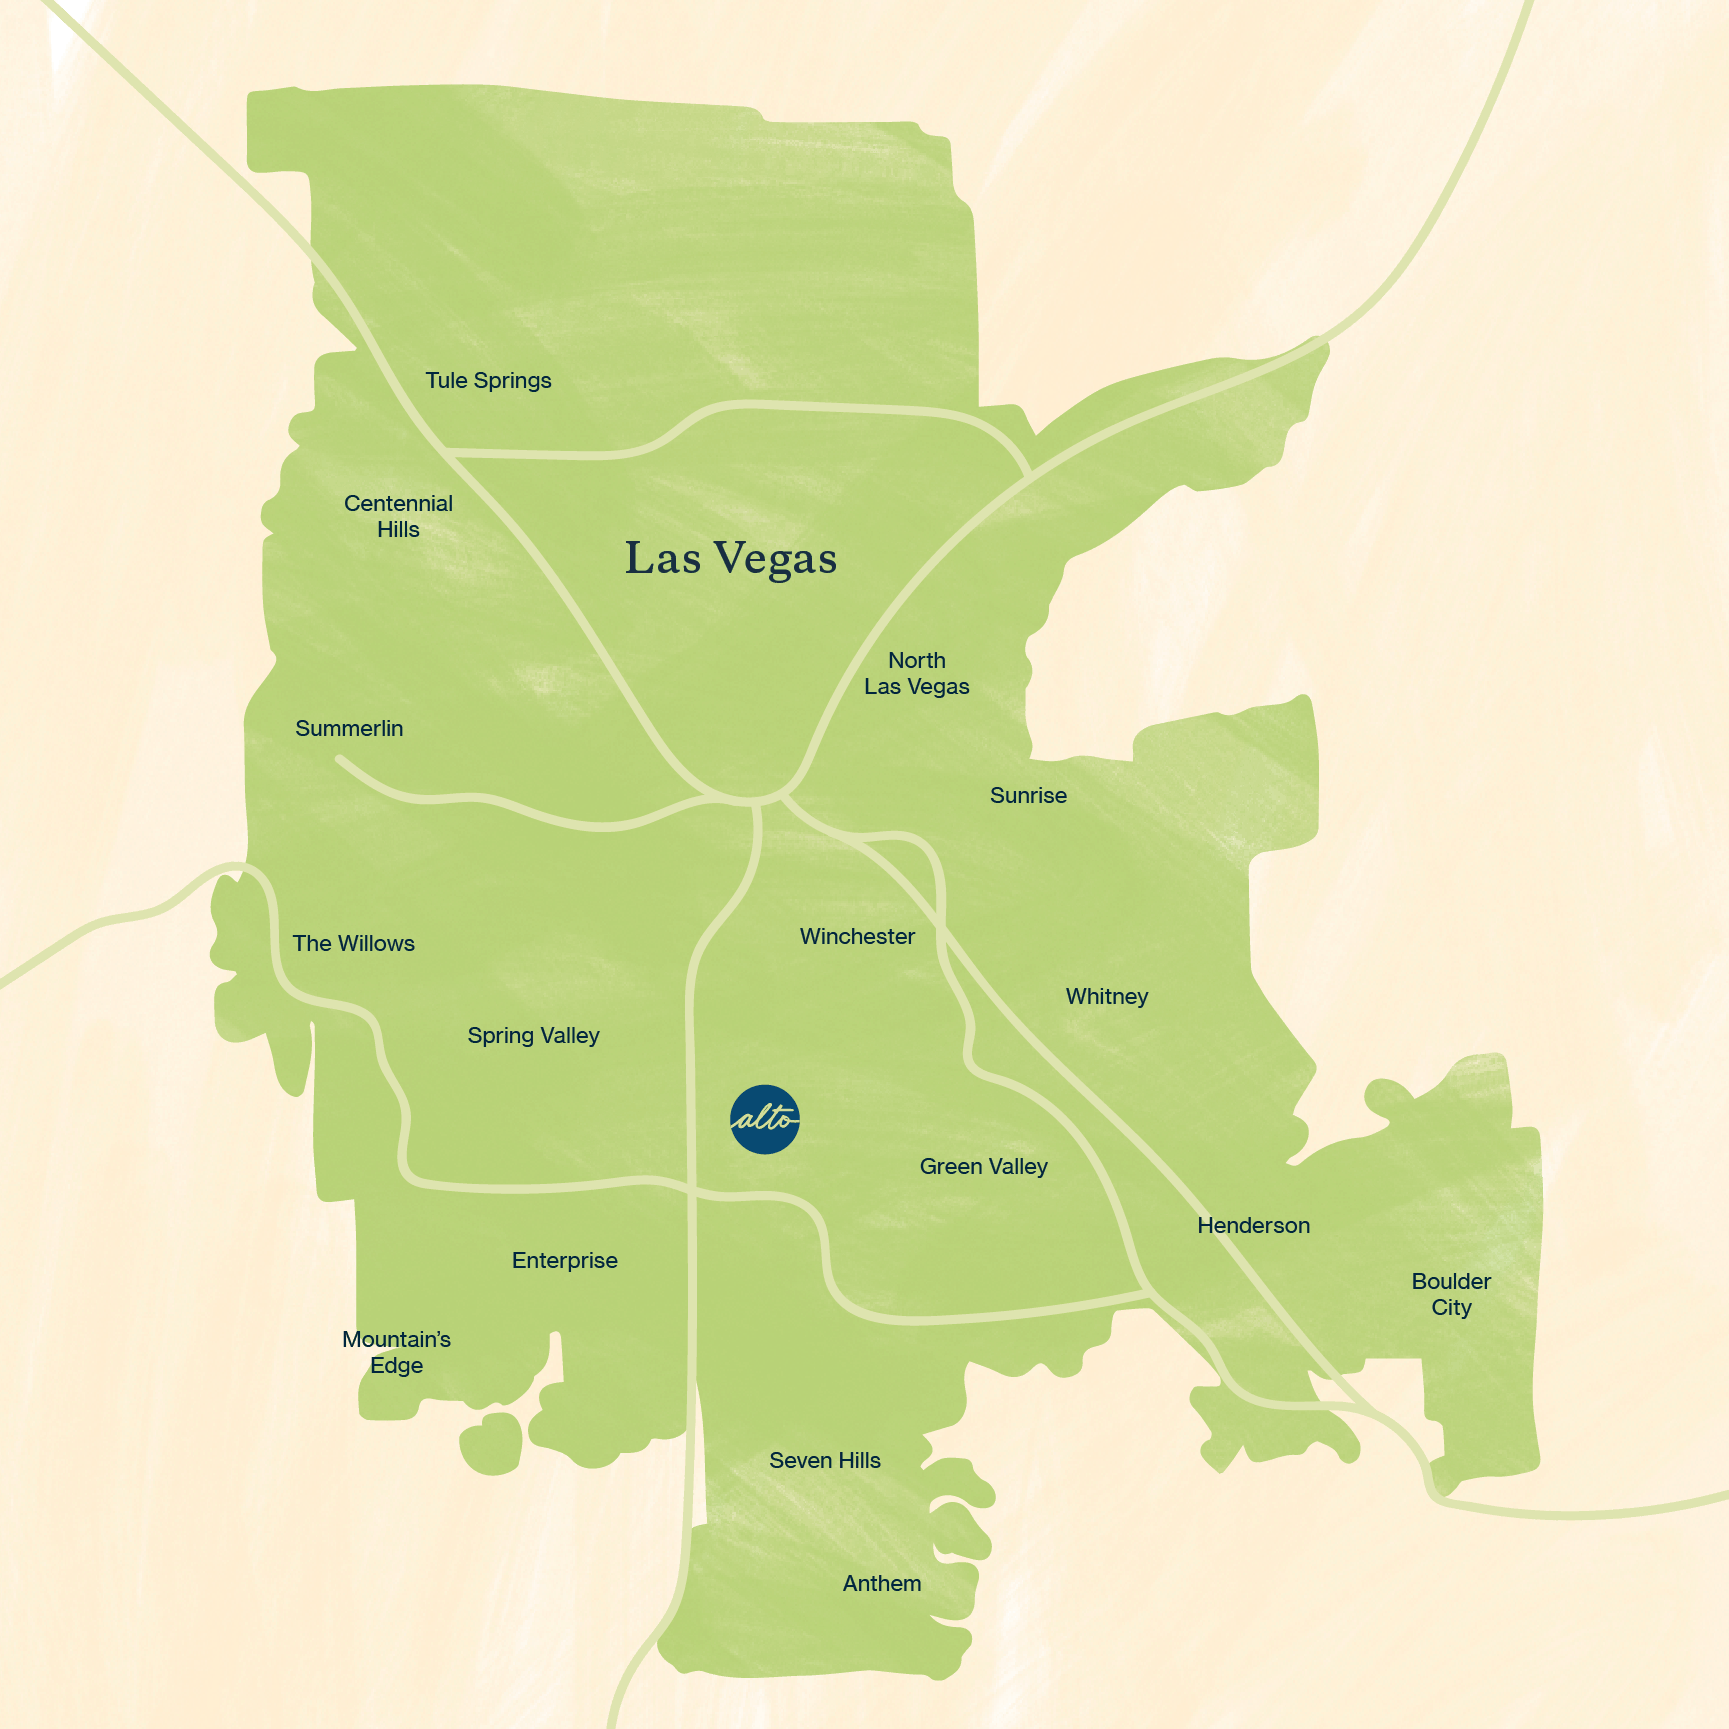 Tule Springs
Centennial
Hills
Las Vegas
North
Las Vegas
Summerlin
Sunrise
Winchester
The Willows
Whitney
Spring Valley
alto
Green Valley
Henderson
Enterprise
Boulder
City
Mountain’s
Edge
Seven Hills
Anthem